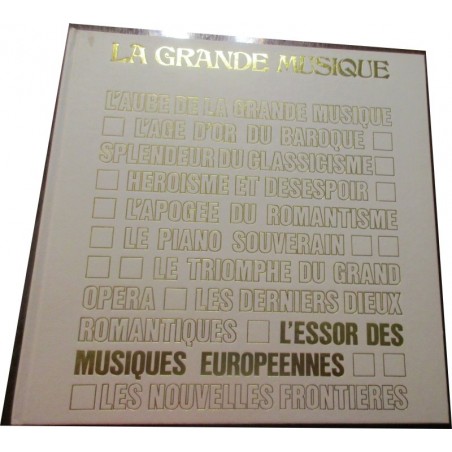 LA GRANDE MUSIQUE
L'AUBE DE LA GRANDE MUSIQUE
L'AGE D'OR DU BAROQUE
SPLENDEUR DU CLASSICISME
HEROISME ET DESESPOIR
L'APOGEE DU ROMANTISME
LE PIANO SOUVERAIN
LE TRIOMPHE DU GRAND
OPERA LES DERNIERS DIEUX
ROMANTIQUES L'ESSOR DES
MUSIQUES EUROPEENNES
LES NOUVELLES FRONTIERES